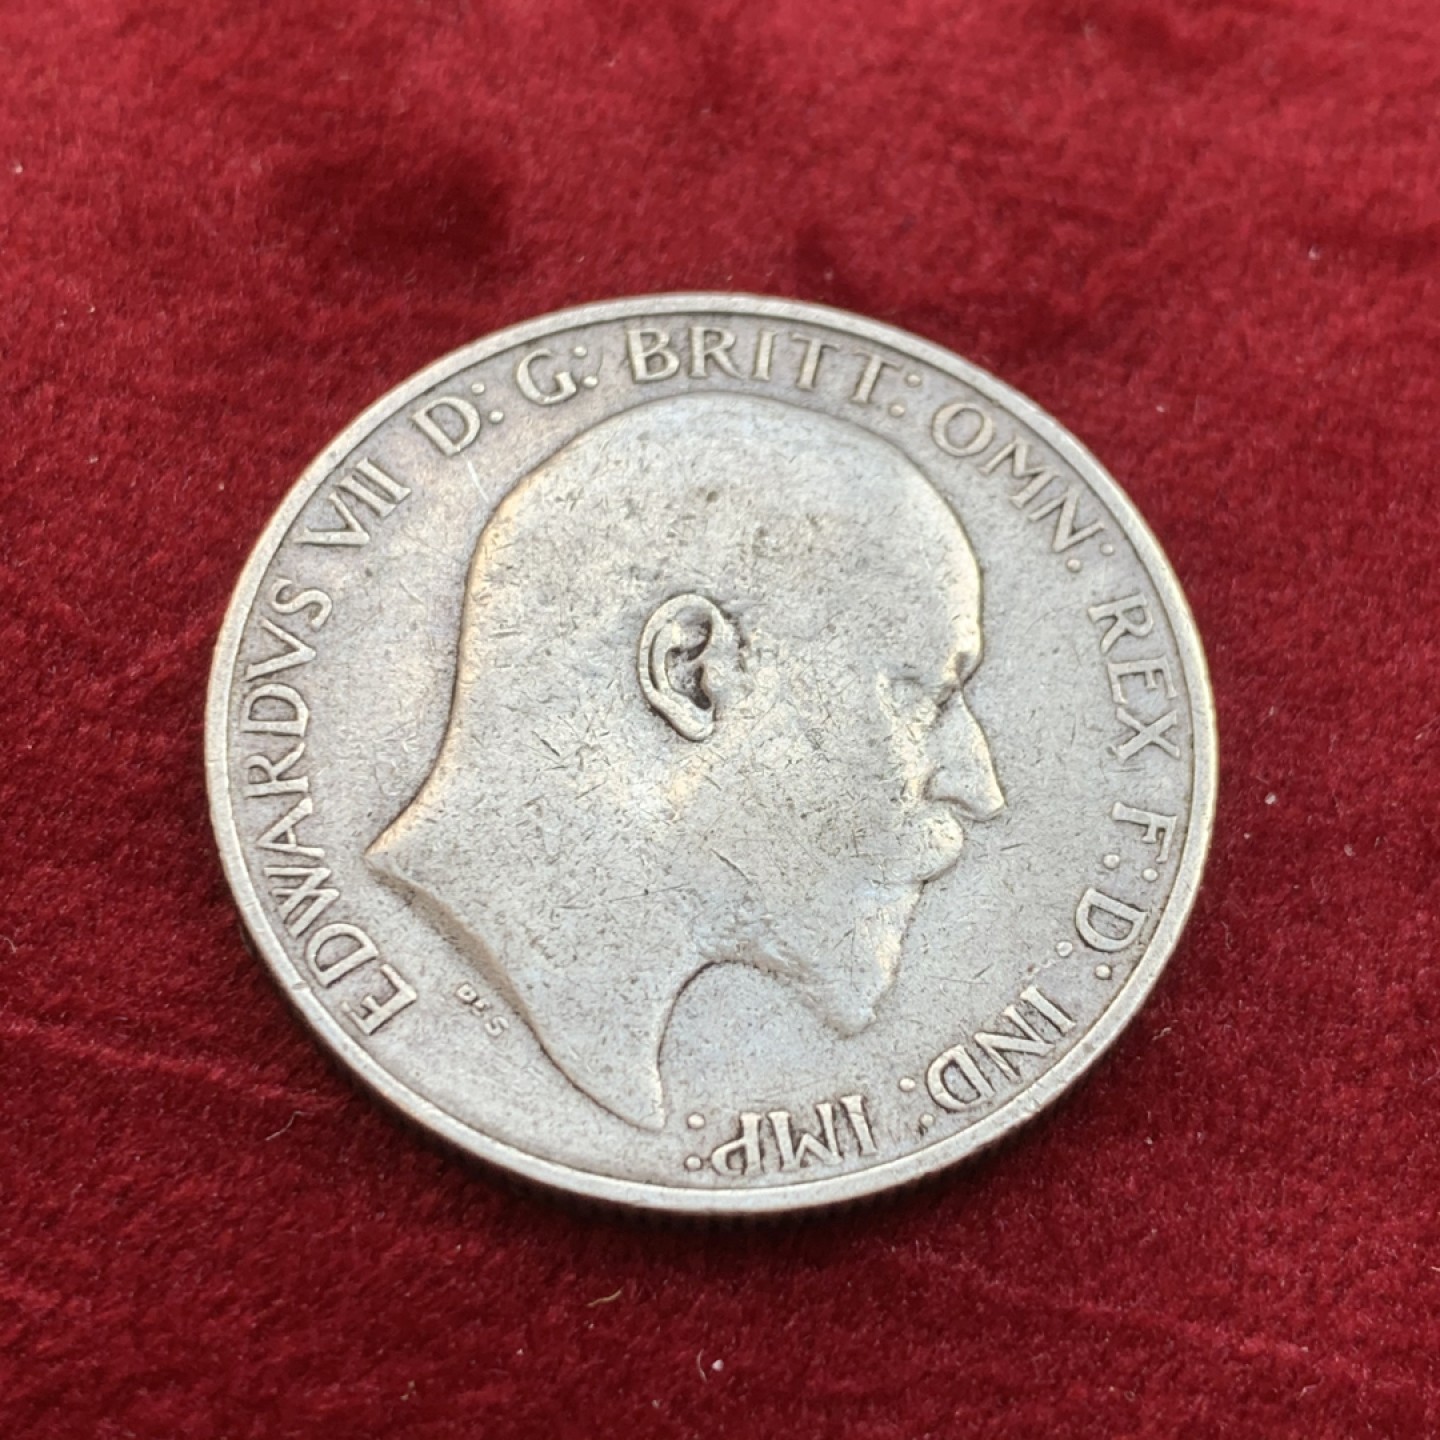 EDWARDVS VII D: G: BRITT: OMN: REX F: D: IND: IMP:
DES